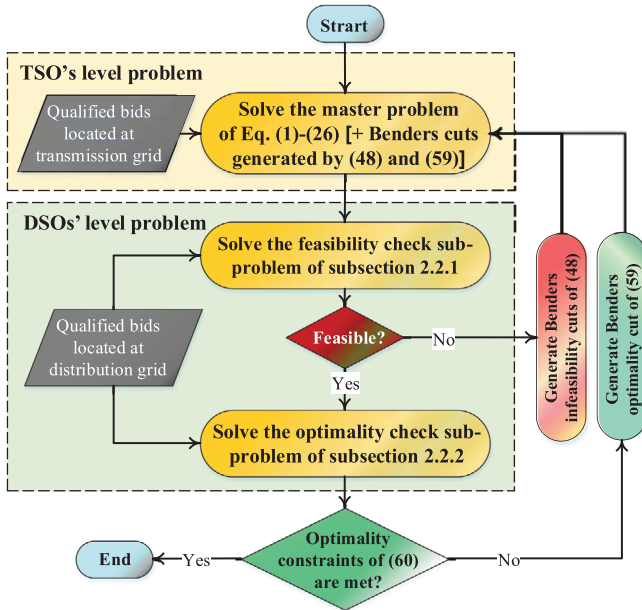 Strart
TSO's level problem
Qualified bids
located at
transmission grid
Solve the master problem
of Eq. (1)-(26) [+ Benders cuts
generated by (48) and (59)]
DSOs' level problem
Solve the feasibility check sub-
problem of subsection 2.2.1
Qualified bids
located at
distribution grid
Feasible?
No
Yes
Generate Benders
infeasibility cuts of (48)
Generate Benders
optimality cut of (59)
Solve the optimality check sub-
problem of subsection 2.2.2
Optimality
constraints of (60)
are met?
Yes
No
End